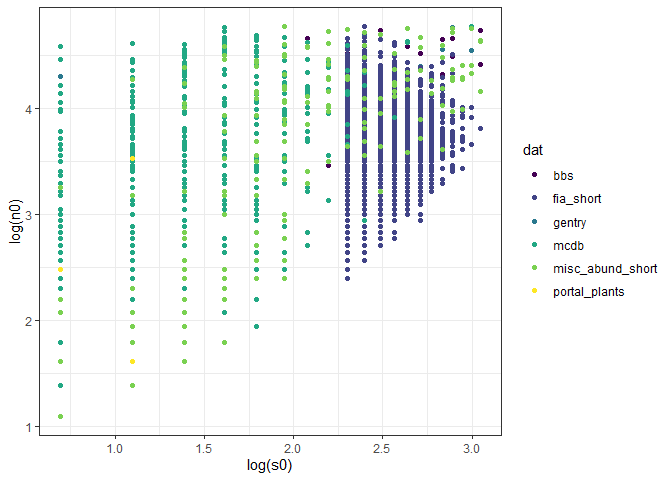 4
3
2
1
log(n0)
1.0
1.5
2.0
2.5
3.0
log(s0)
dat
bbs
fia_short
gentry
mcdb
misc_abund_short
portal_plants